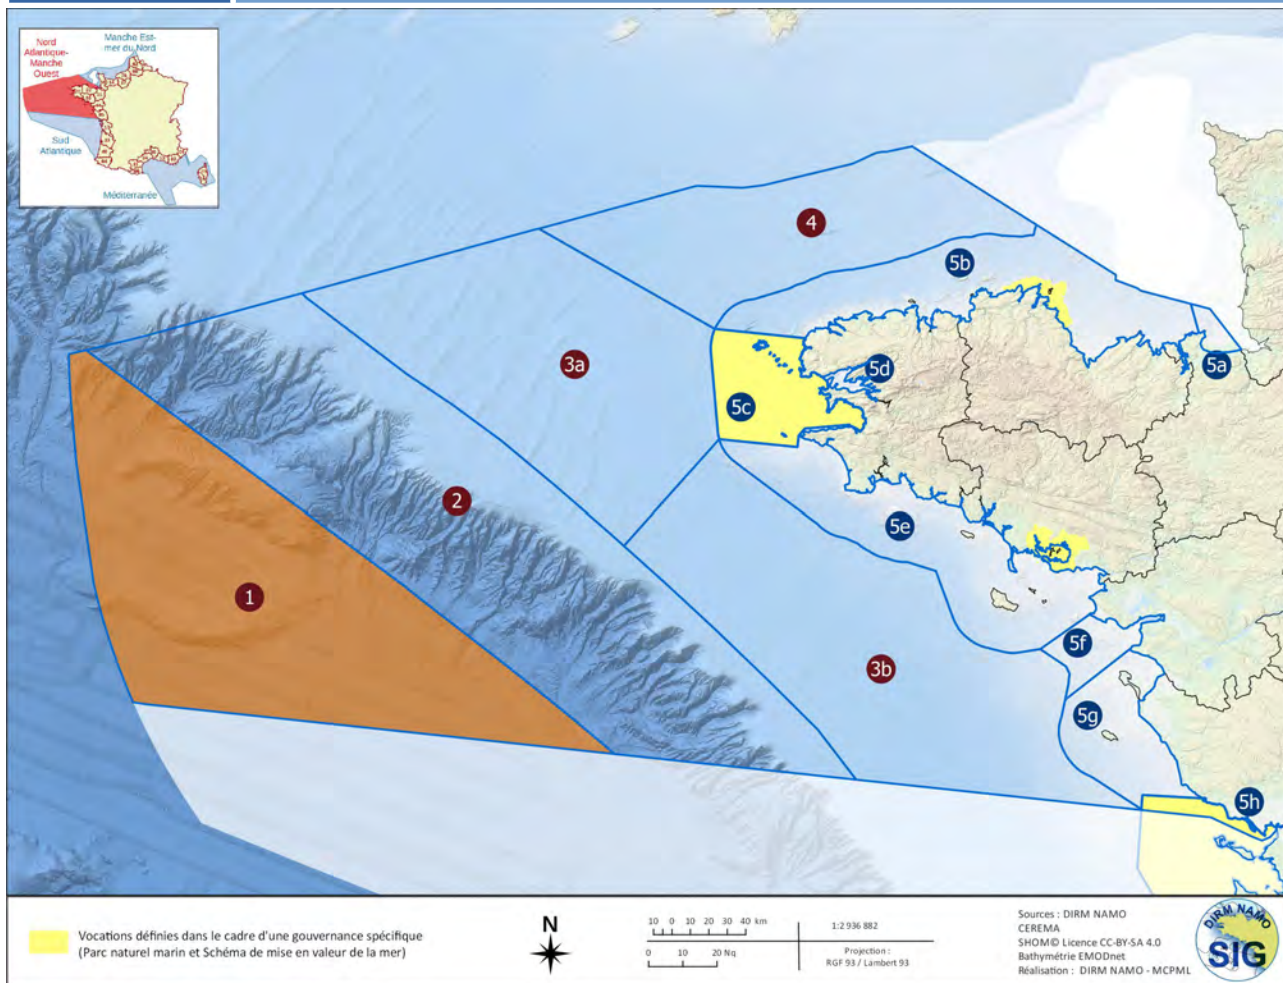 Nord
Atlantique-
Manche
Ouest
Manche Est-
mer du Nord
Sud
Atlantique
Méditerranée
4
5b
3a
5d
5a
5c
2
5e
1
5f
3b
5g
5h
Vocations définies dans le cadre d'une gouvernance spécifique
(Parc naturel marin et Schéma de mise en valeur de la mer)
N
10 0 10 20 30 40 km
0 10 20 Nq
1:2 936 882
Projection :
RGF 93 / Lambert 93
Sources : DIRM NAMO
CEREMA
SHOM© Licence CC-BY-SA 4.0
Bathymétrie EMODnet
Réalisation : DIRM NAMO - MCPML
DIRM NAMO
SIG